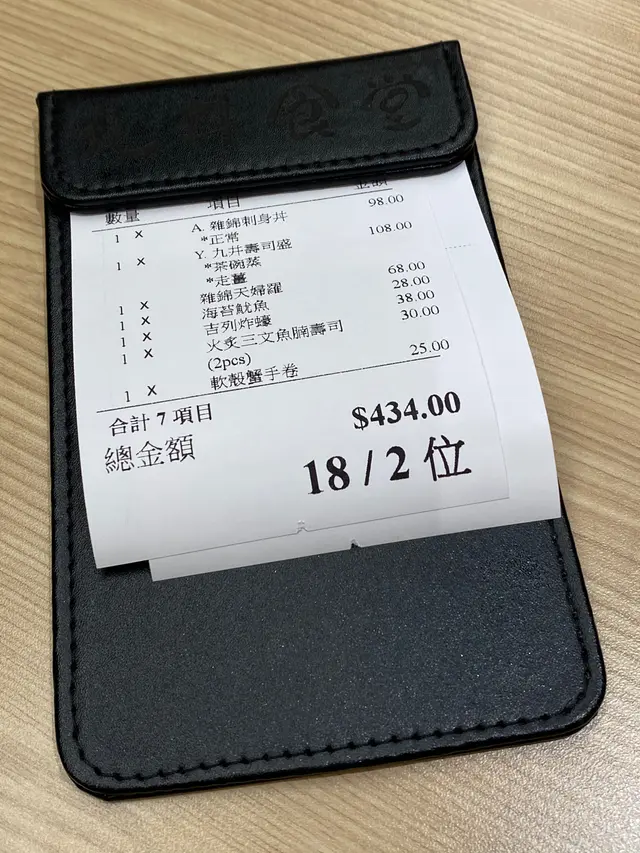 食堂
數量 項目 金額
1 x A. 雜錦刺身丼 98.00
*正常
1 x Y. 九井壽司盛 108.00
*茶碗蒸
*走薑
1 x 雜錦天婦羅 68.00
1 x 海苔魷魚 28.00
1 x 吉列炸蠔 38.00
1 x 火炙三文魚腩壽司 30.00
(2pcs)
1 x 軟殼蟹手卷 25.00
合計 7 項目
總金額 $434.00
18 / 2 位